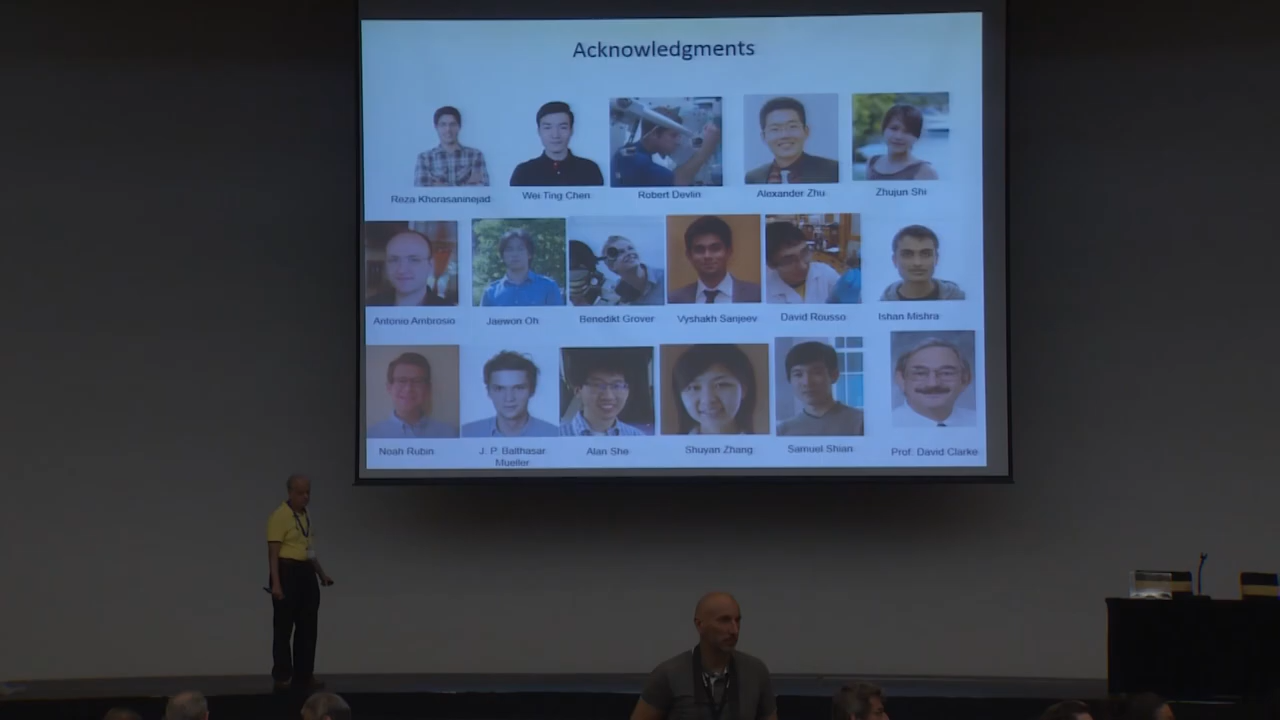 Acknowledgments
Reza Khorasaninejad
Wei Ting Chen
Robert Devlin
Alexander Zhu
Zhujun Shi
Antonio Ambrosio
Jaewon Oh
Benedikt Grover
Vyshakh Sanjeev
David Rousso
Ishan Mishra
Noah Rubin
J. P. Balthasar
Mueller
Alan She
Shuyan Zhang
Samuel Shian
Prof. David Clarke